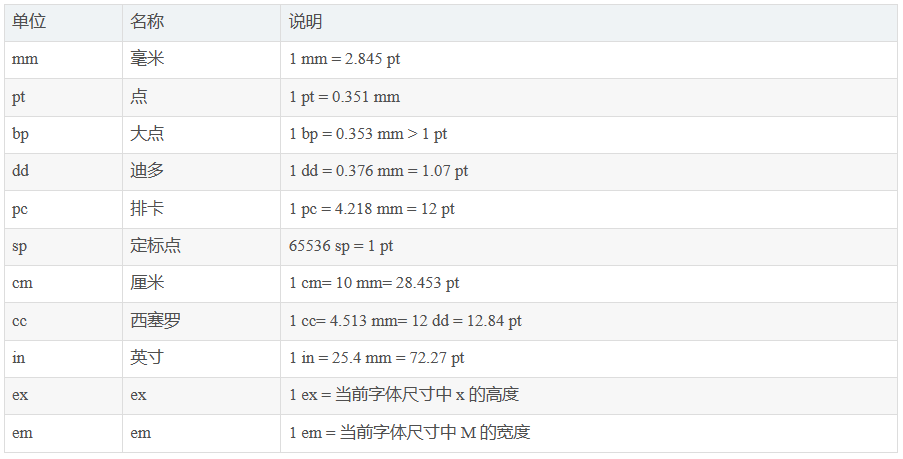 单位 名称 说明
mm 毫米 1 mm = 2.845 pt
pt 点 1 pt = 0.351 mm
bp 大点 1 bp = 0.353 mm > 1 pt
dd 迪多 1 dd = 0.376 mm = 1.07 pt
pc 排卡 1 pc = 4.218 mm = 12 pt
sp 定标点 65536 sp = 1 pt
cm 厘米 1 cm= 10 mm= 28.453 pt
cc 西塞罗 1 cc= 4.513 mm= 12 dd = 12.84 pt
in 英寸 1 in = 25.4 mm = 72.27 pt
ex ex 1 ex = 当前字体尺寸中 x 的高度
em em 1 em = 当前字体尺寸中 M 的宽度